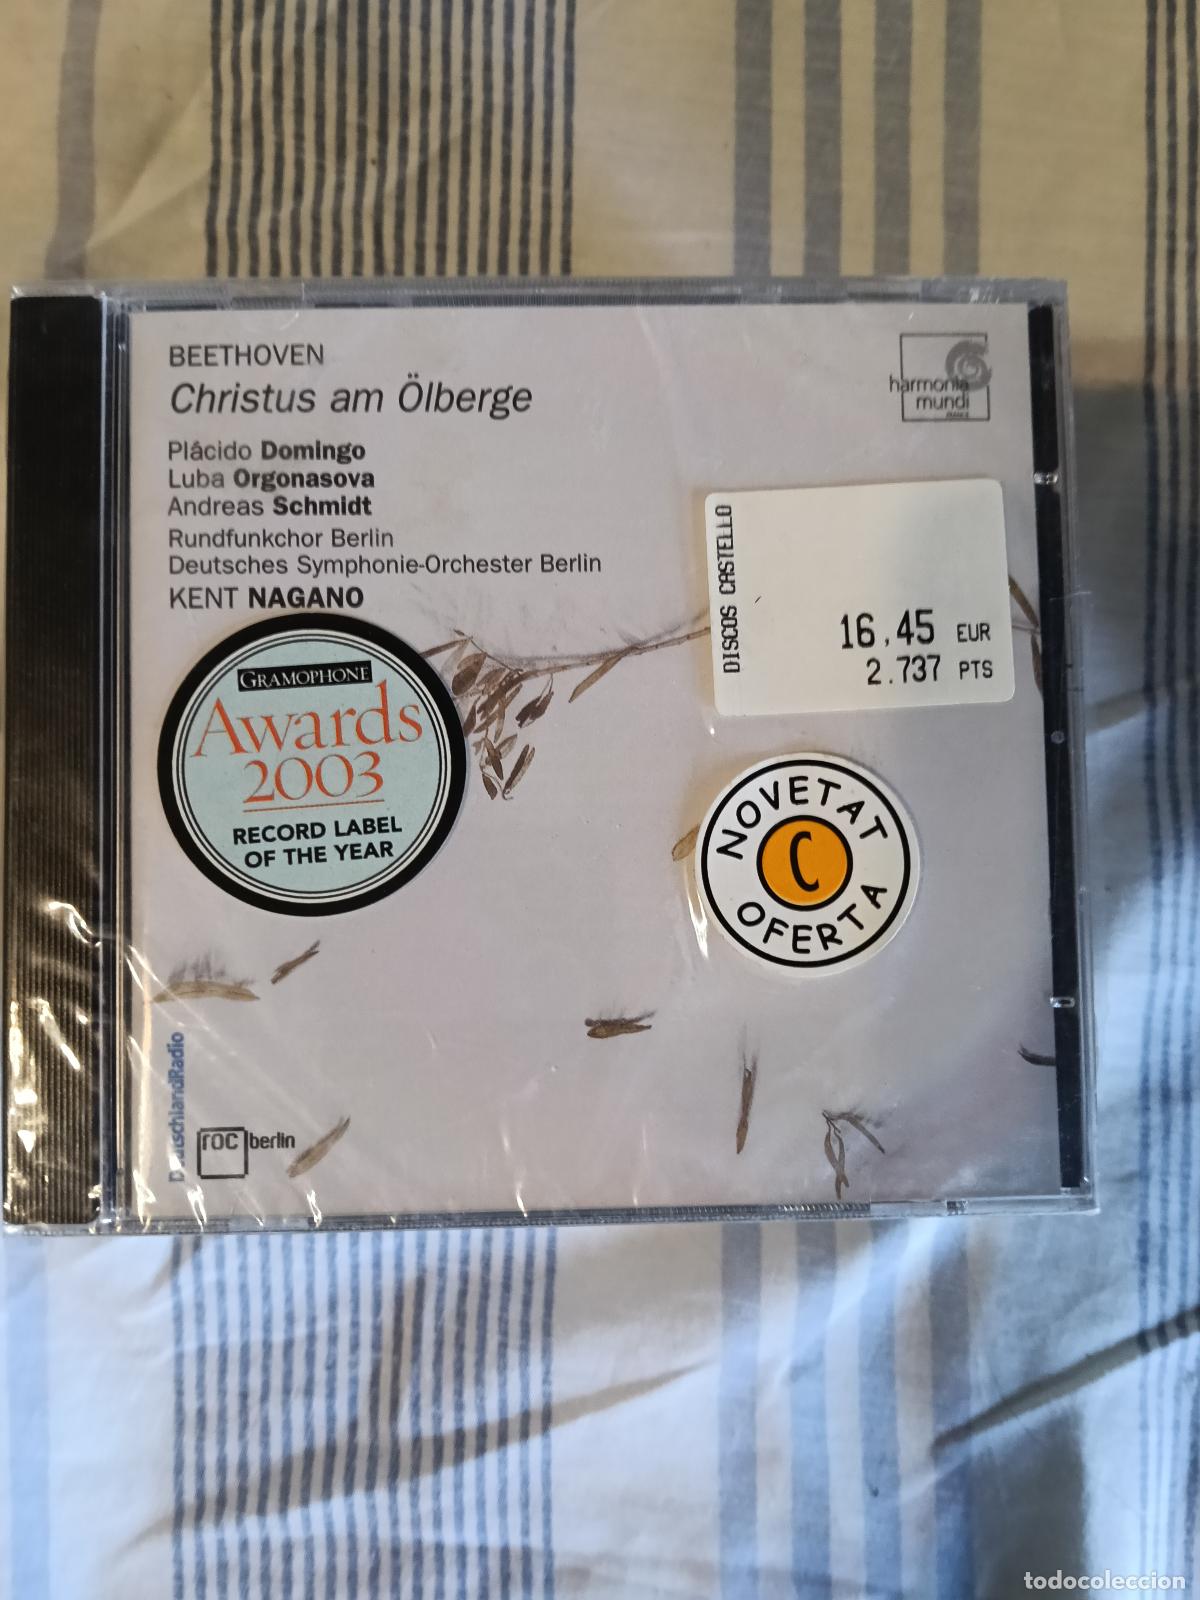 BEETHOVEN
Christus am Ölberge
Plácido Domingo
Luba Orgonasova
Andreas Schmidt
Rundfunkchor Berlin
Deutsches Symphonie-Orchester Berlin
KENT NAGANO
harmonia
mundi
FRANCE
DISCOS CASTELLO
16,45 EUR
2.737 PTS
GRAMOPHONE
Awards
2003
RECORD LABEL
OF THE YEAR
NOVETAT
C
OFERTA
DeutschlandRadio
roc berlin
todocoleccion